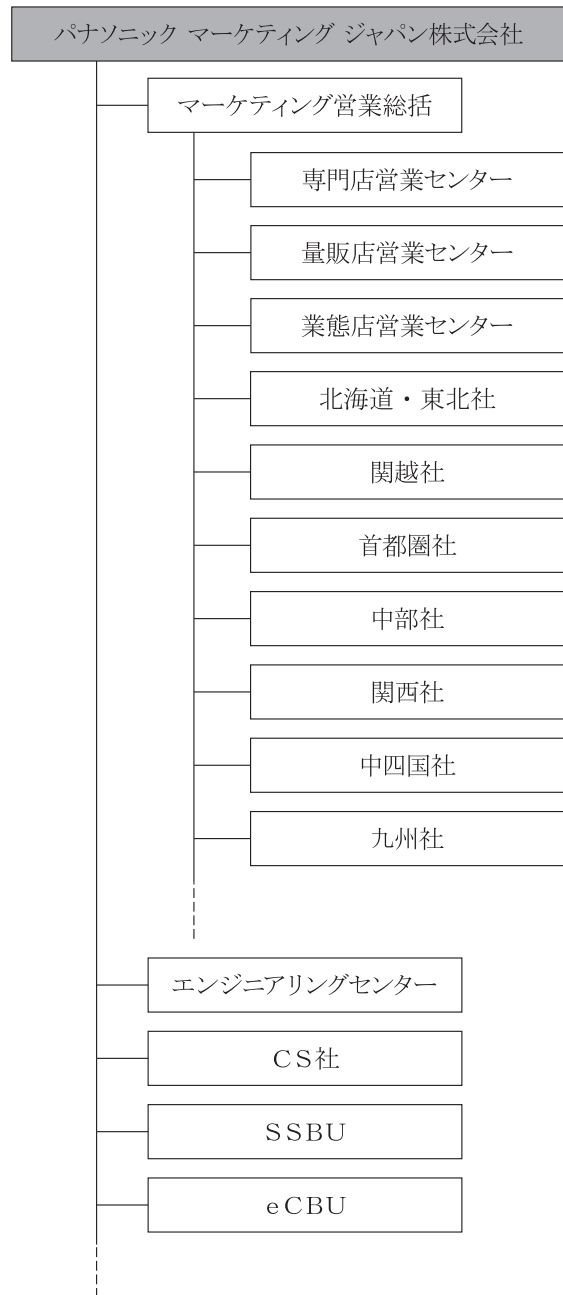 パナソニック マーケティング ジャパン株式会社
マーケティング営業総括
専門店営業センター
量販店営業センター
業態店営業センター
北海道・東北社
関越社
首都圏社
中部社
関西社
中四国社
九州社
エンジニアリングセンター
ＣＳ社
ＳＳＢＵ
ｅＣＢＵ